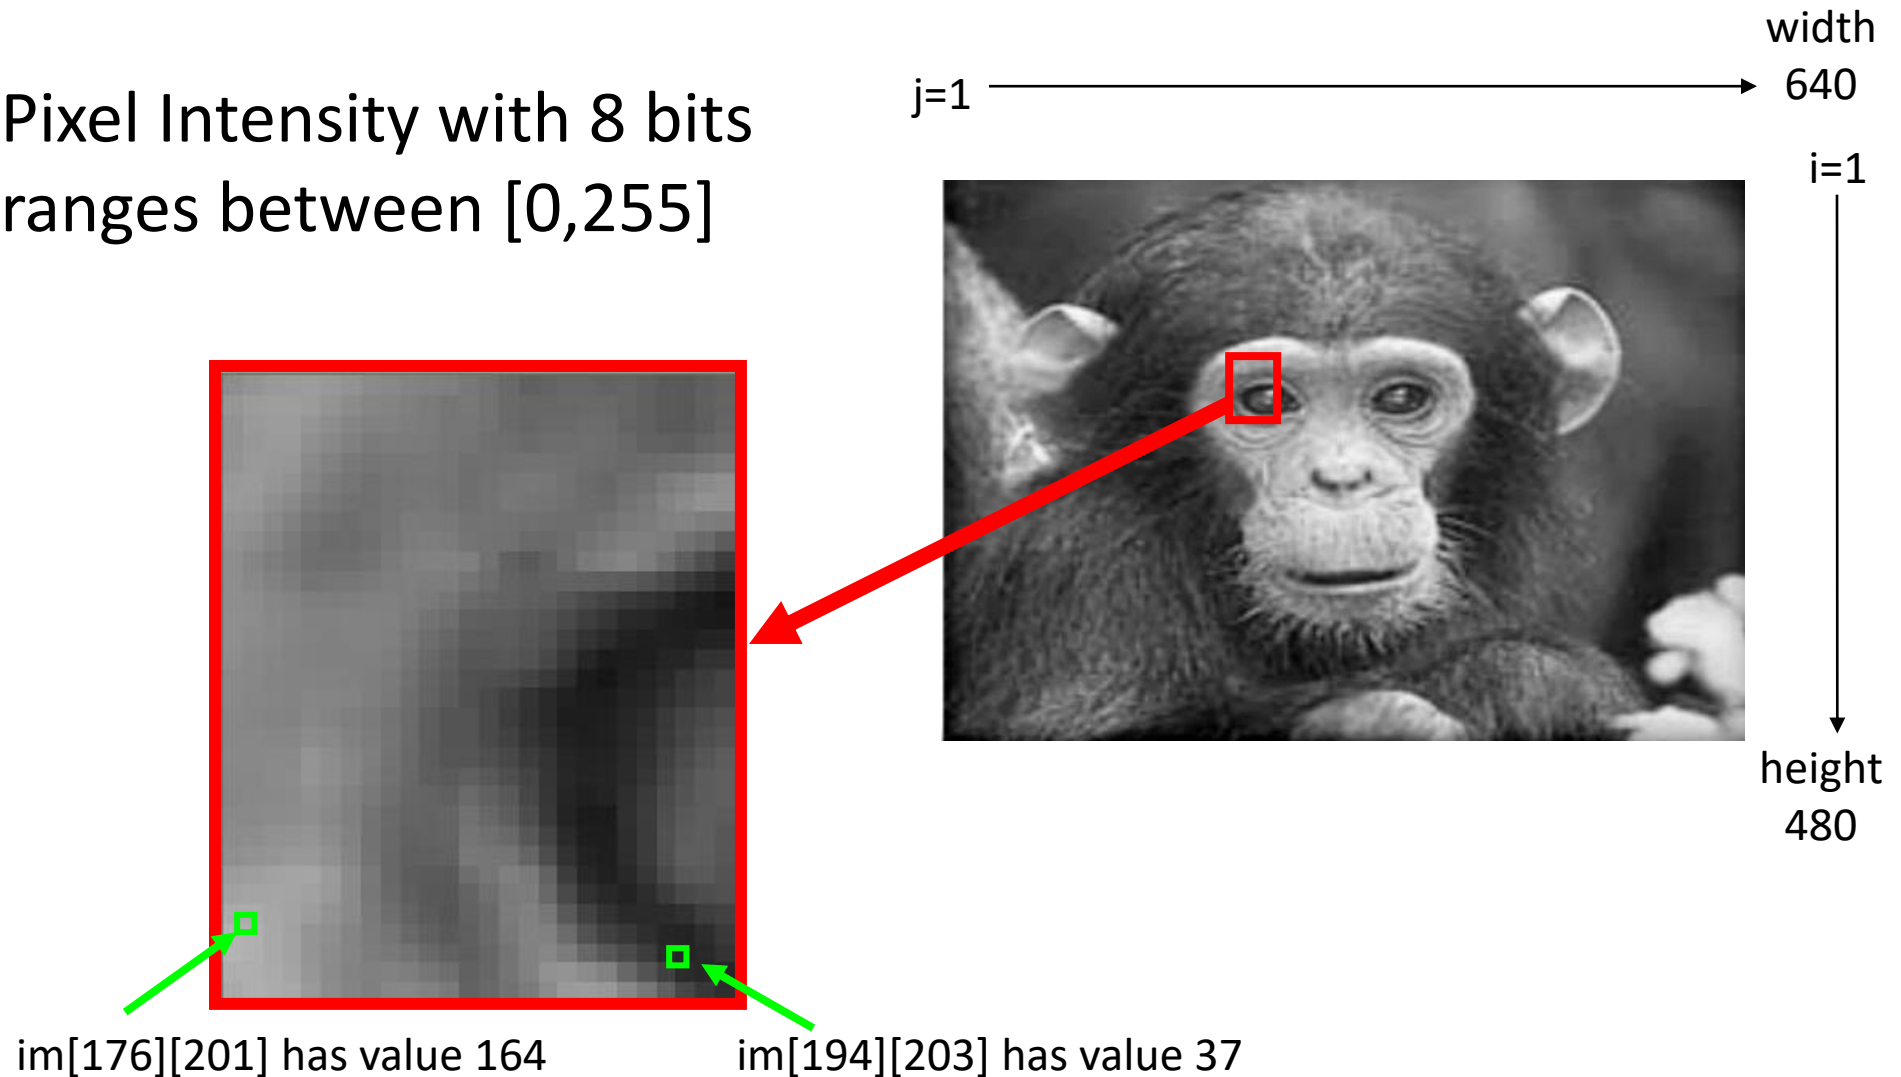 Pixel Intensity with 8 bits
ranges between [0,255]
width
640
j=1
i=1
height
480
im[176][201] has value 164
im[194][203] has value 37